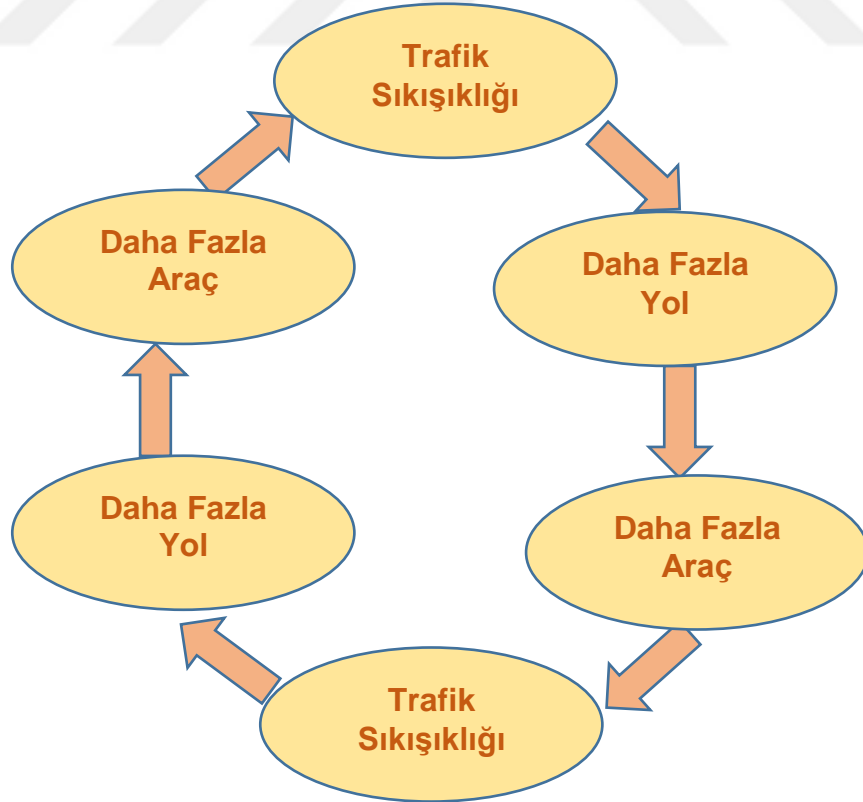 Trafik
Sıkışıklığı
Daha Fazla
Yol
Daha Fazla
Araç
Trafik
Sıkışıklığı
Daha Fazla
Yol
Daha Fazla
Araç